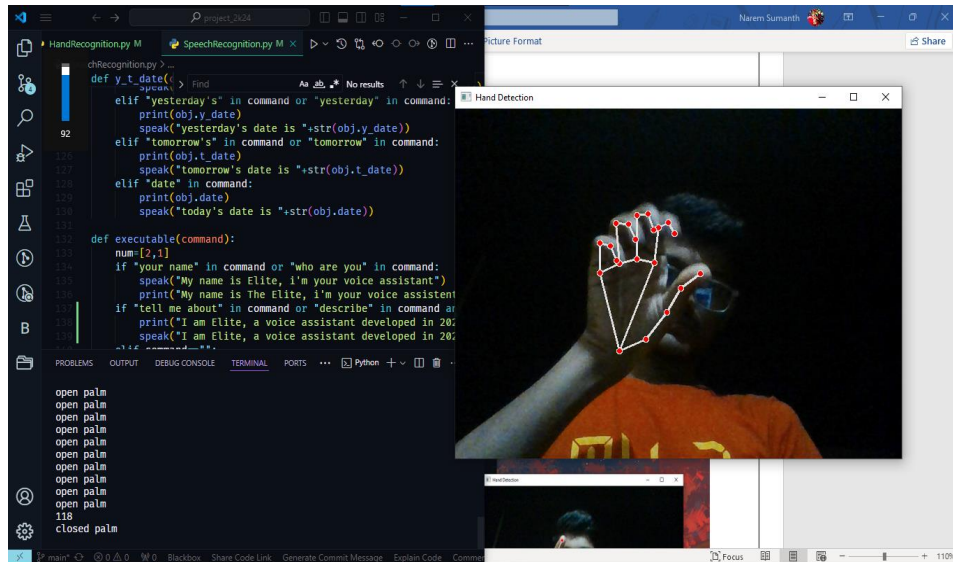 project_2k24
Narem Sumanth
HandRecognition.py M
SpeechRecognition.py M
Picture Format
Share
chRecognition.py > ...
def y_t_date(
Find
Aa
ab
No results
elif "yesterday's" in command or "yesterday" in command:
print(obj.y_date)
92
speak("yesterday's date is "+str(obj.y_date))
elif "tomorrow's" in command or "tomorrow" in command:
126 print(obj.t_date)
127 speak("tomorrow's date is "+str(obj.t_date))
128 elif "date" in command:
129 print(obj.date)
130 speak("today's date is "+str(obj.date))
131
132 def executable(command):
133 num=[2,1]
134 if "your name" in command or "who are you" in command:
135 speak("My name is Elite, i'm your voice assistant")
136 print("My name is The Elite, i'm your voice assistent
137 if "tell me about" in command or "describe" in command an
138 print("I am Elite, a voice assistant developed in 202
139 speak("I am Elite, a voice assistant developed in 202
elif command=="":
PROBLEMS OUTPUT DEBUG CONSOLE TERMINAL PORTS ... Python
open palm
open palm
open palm
open palm
open palm
open palm
open palm
open palm
open palm
open palm
118
closed palm
main* 0 0 0 Blackbox Share Code Link Generate Commit Message Explain Code Comme
Hand Detection
Hand Detection
Focus
110%